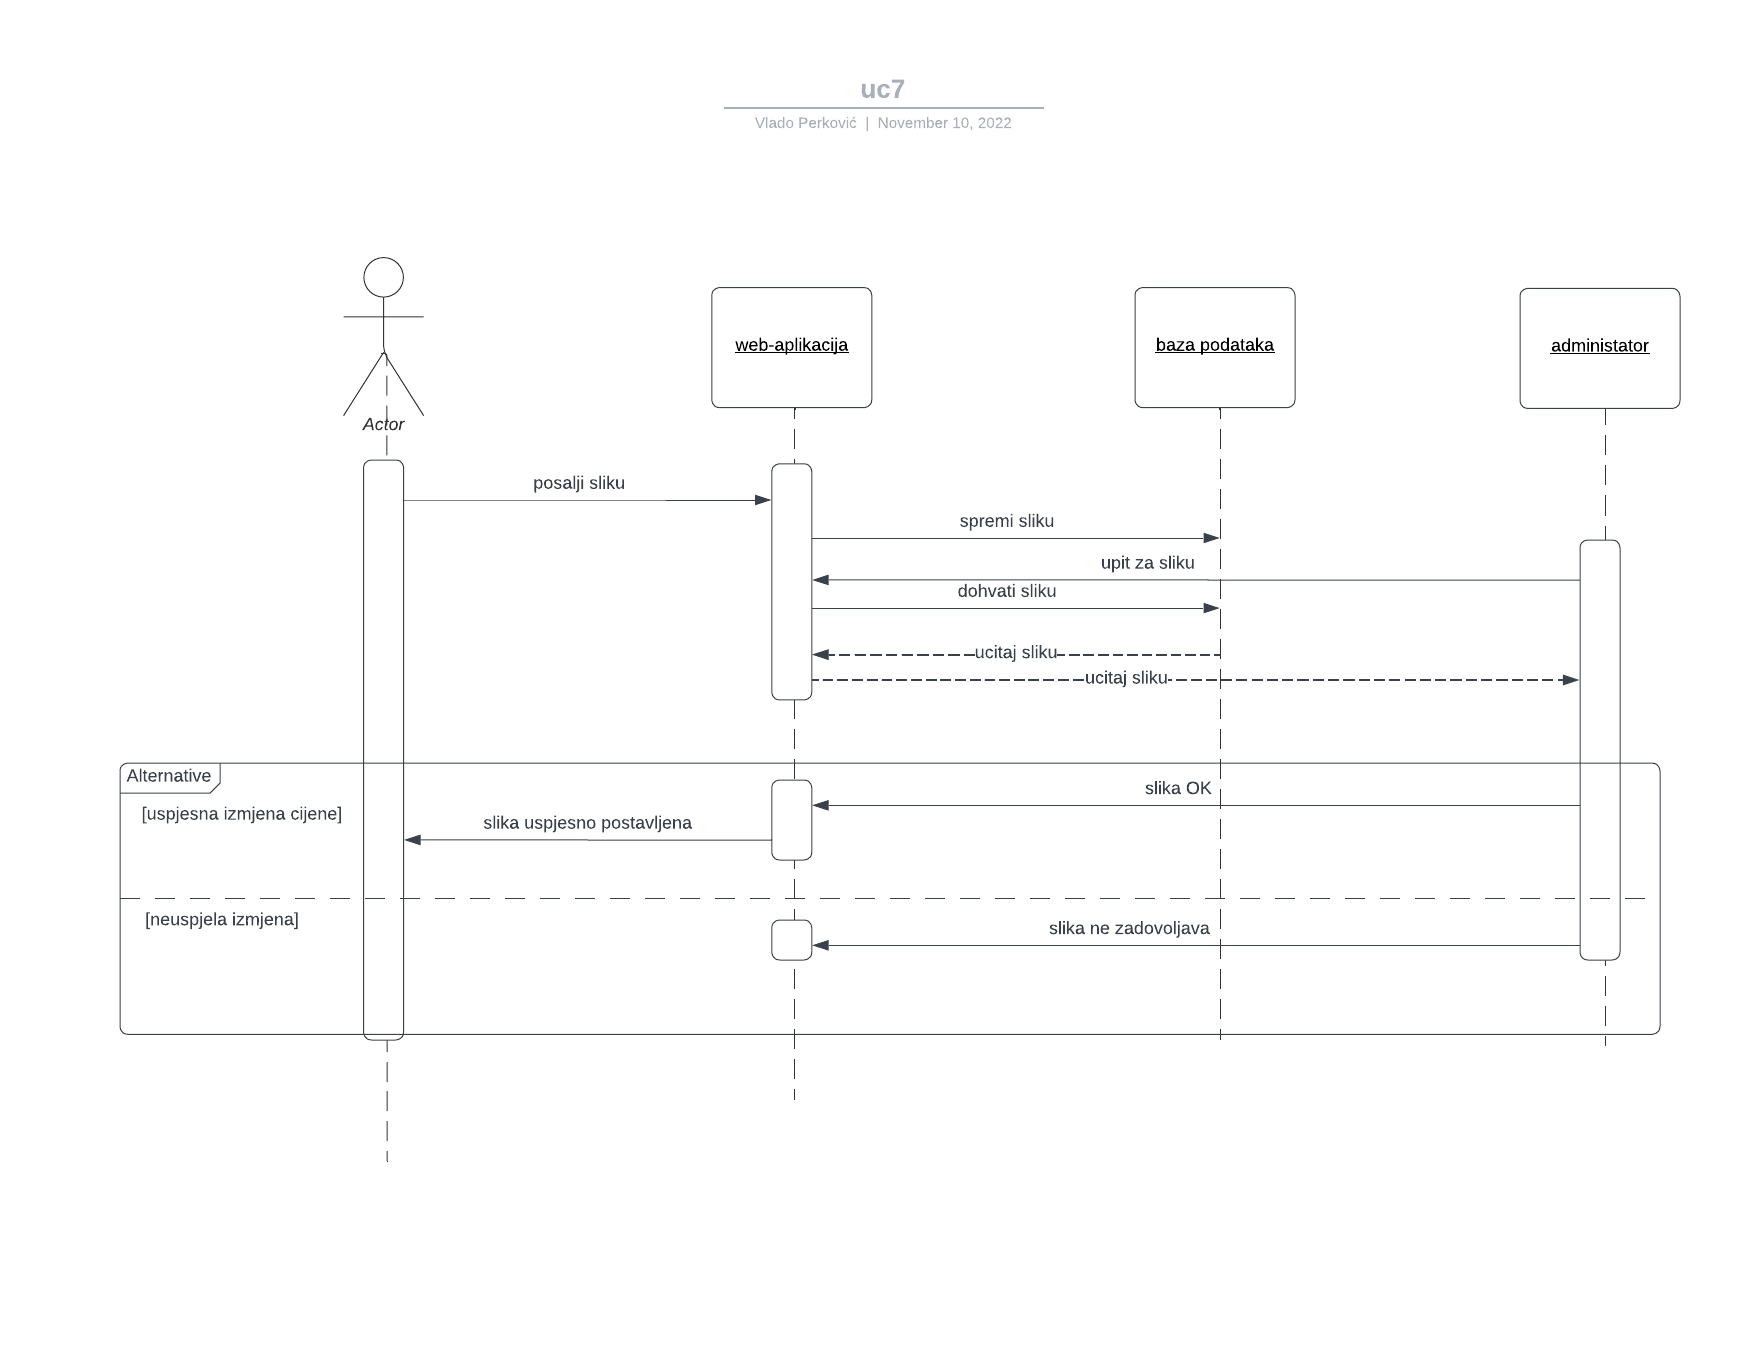 uc7
Vlado Perković | November 10, 2022
Actor
web-aplikacija
baza podataka
administator
posalji sliku
spremi sliku
upit za sliku
dohvati sliku
ucitaj sliku
ucitaj sliku
Alternative
[uspjesna izmjena cijene]
slika OK
slika uspjesno postavljena
[neuspjela izmjena]
slika ne zadovoljava